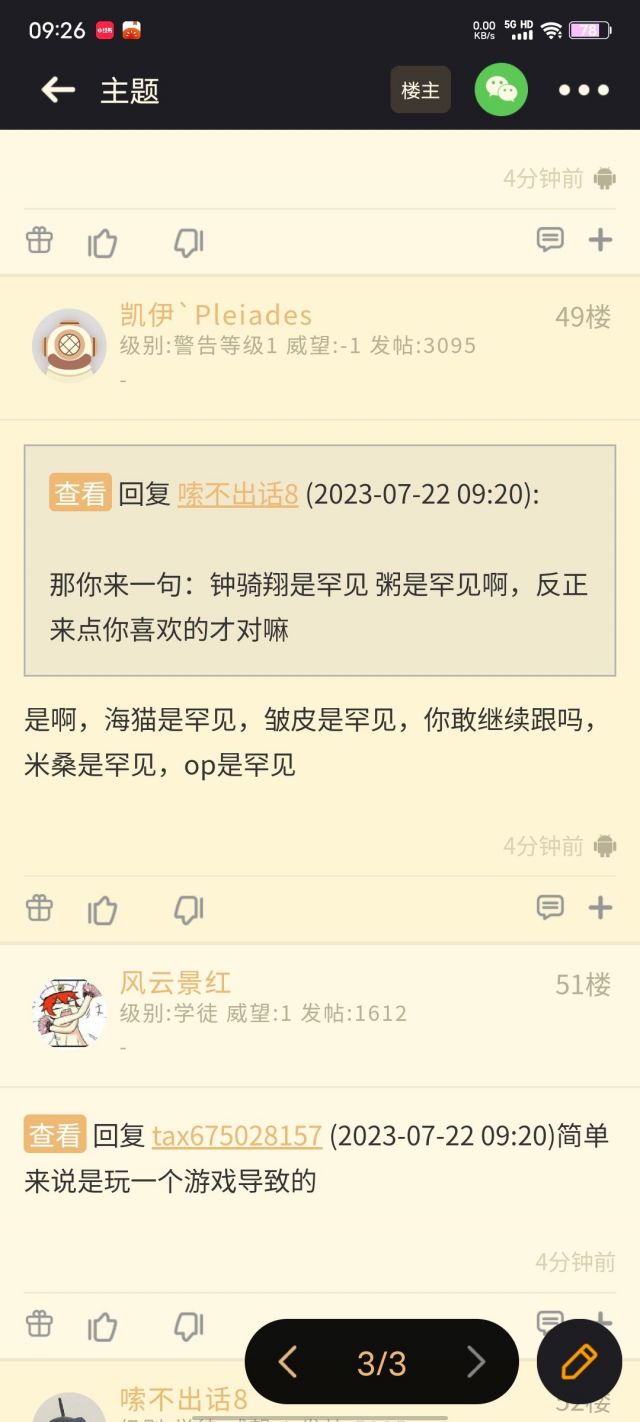 09:26
0.00
KB/s
5G HD
78
主题
楼主
4分钟前
凯伊`Pleiades
49楼
级别:警告等级1 威望:-1 发帖:3095
-
查看 回复 嗦不出话8 (2023-07-22 09:20):
那你来一句：钟骑翔是罕见 粥是罕见啊，反正
来点你喜欢的才对嘛
是啊，海猫是罕见，皱皮是罕见，你敢继续跟吗，
米桑是罕见，op是罕见
4分钟前
风云景红
51楼
级别:学徒 威望:1 发帖:1612
-
查看 回复 tax675028157 (2023-07-22 09:20)简单
来说是玩一个游戏导致的
4分钟前
3/3
嗦不出话8
52楼